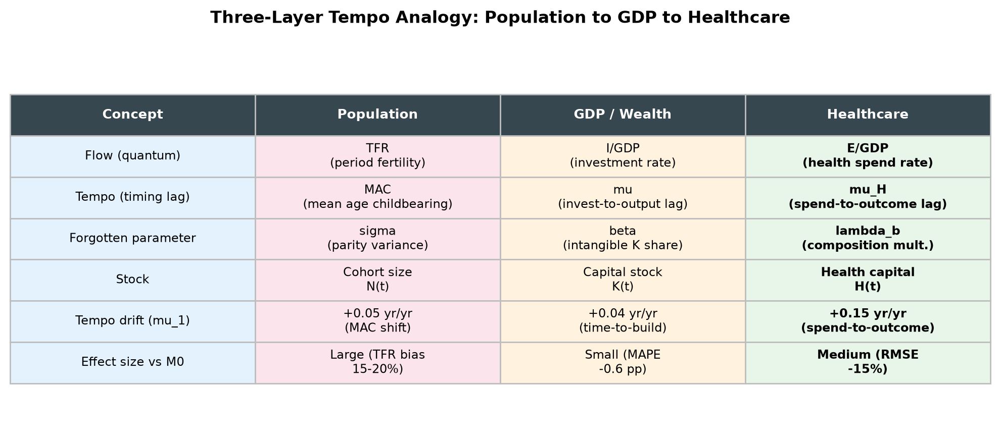 Three-Layer Tempo Analogy: Population to GDP to Healthcare
Concept
Population
GDP / Wealth
Healthcare
Flow (quantum)
TFR
(period fertility)
I/GDP
(investment rate)
E/GDP
(health spend rate)
Tempo (timing lag)
MAC
(mean age childbearing)
mu
(invest-to-output lag)
mu_H
(spend-to-outcome lag)
Forgotten parameter
sigma
(parity variance)
beta
(intangible K share)
lambda_b
(composition mult.)
Stock
Cohort size
N(t)
Capital stock
K(t)
Health capital
H(t)
Tempo drift (mu_1)
+0.05 yr/yr
(MAC shift)
+0.04 yr/yr
(time-to-build)
+0.15 yr/yr
(spend-to-outcome)
Effect size vs M0
Large (TFR bias
15-20%)
Small (MAPE
-0.6 pp)
Medium (RMSE
-15%)